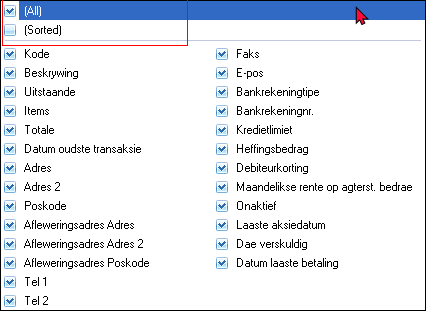 (All)
(Sorted)
Kode
Beskrywing
Uitstaande
Items
Totale
Datum oudste transaksie
Adres
Adres 2
Poskode
Afleweringsadres Adres
Afleweringsadres Adres 2
Afleweringsadres Poskode
Tel 1
Tel 2
Faks
E-pos
Bankrekeningtipe
Bankrekeningnr.
Kredietlimiet
Heffingsbedrag
Debiteurkorting
Maandelikse rente op agterst. bedrae
Onaktief
Laaste aksiedatum
Dae verskuldig
Datum laaste betaling